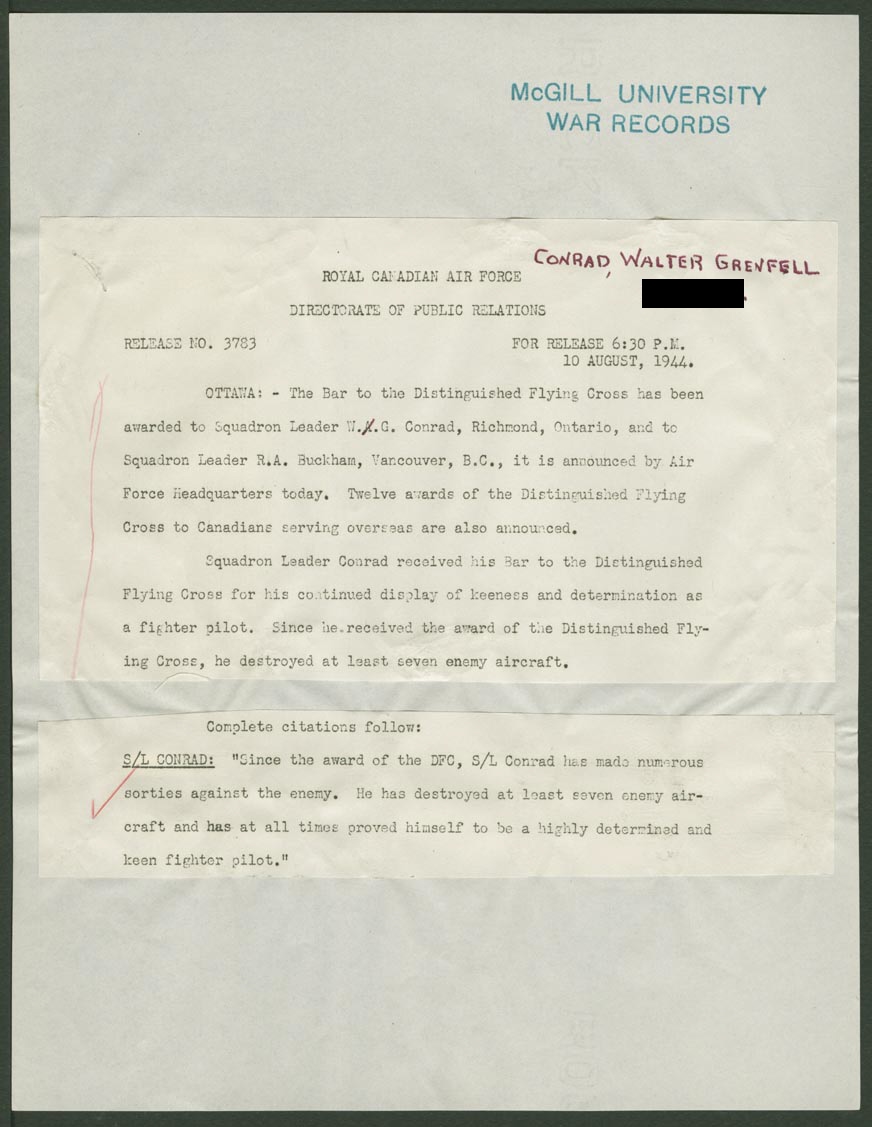 McGILL UNIVERSITY
WAR RECORDS
CONRAD, WALTER GRENFELL
ROYAL CANADIAN AIR FORCE
DIRECTORATE OF PUBLIC RELATIONS
RELEASE NO. 3783
FOR RELEASE 6:30 P.M.
10 AUGUST, 1944.
OTTAWA: - The Bar to the Distinguished Flying Cross has been
awarded to Squadron Leader W.A.G. Conrad, Richmond, Ontario, and to
Squadron Leader R.A. Buckham, Vancouver, B.C., it is announced by Air
Force Headquarters today. Twelve awards of the Distinguished Flying
Cross to Canadians serving overseas are also announced.
Squadron Leader Conrad received his Bar to the Distinguished
Flying Cross for his continued display of keeness and determination as
a fighter pilot. Since he received the award of the Distinguished Fly-
ing Cross, he destroyed at least seven enemy aircraft.
Complete citations follow:
S/L CONRAD: "Since the award of the DFC, S/L Conrad has made numerous
sorties against the enemy. He has destroyed at least seven enemy air-
craft and has at all times proved himself to be a highly determined and
keen fighter pilot."